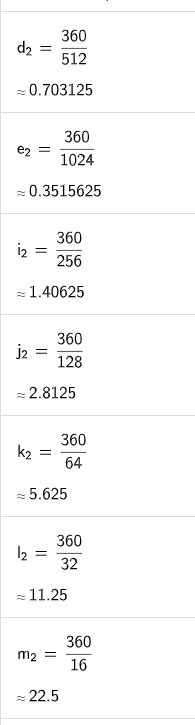 d₂ = 360/512
≈ 0.703125
e₂ = 360/1024
≈ 0.3515625
i₂ = 360/256
≈ 1.40625
j₂ = 360/128
≈ 2.8125
k₂ = 360/64
≈ 5.625
l₂ = 360/32
≈ 11.25
m₂ = 360/16
≈ 22.5